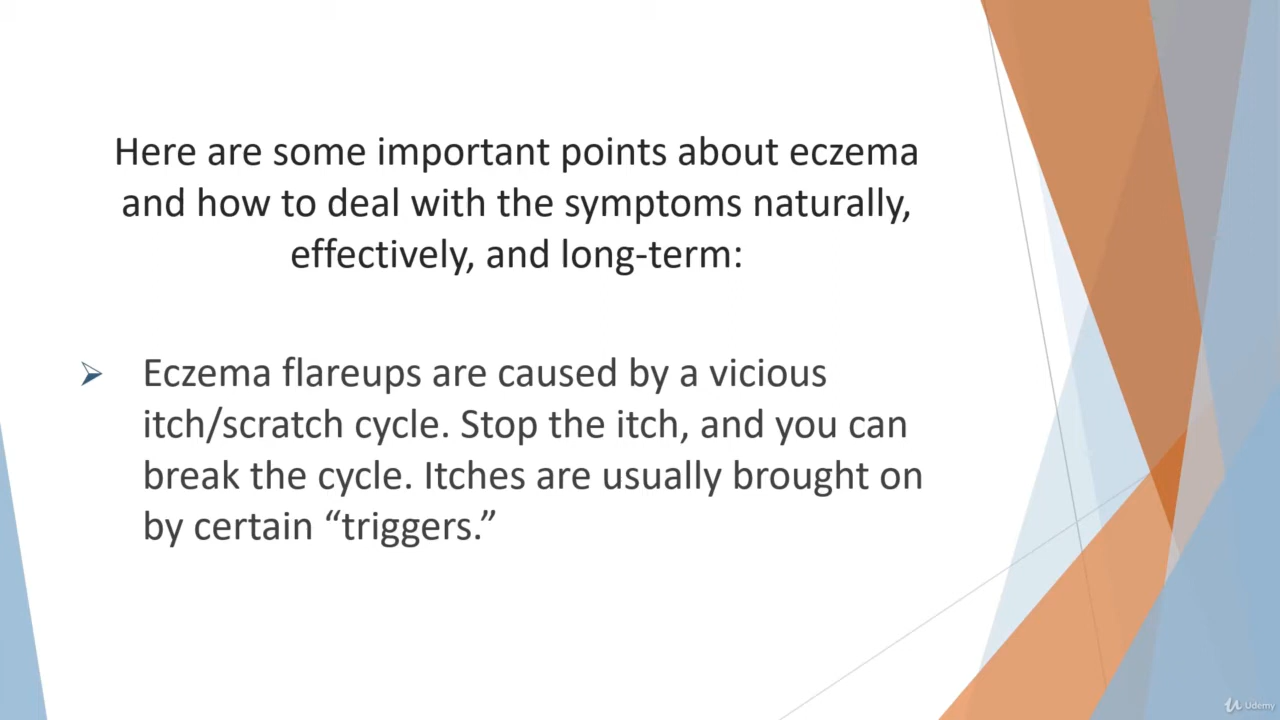 Here are some important points about eczema
and how to deal with the symptoms naturally,
effectively, and long-term:
Eczema flareups are caused by a vicious
itch/scratch cycle. Stop the itch, and you can
break the cycle. Itches are usually brought on
by certain “triggers.”
Udemy